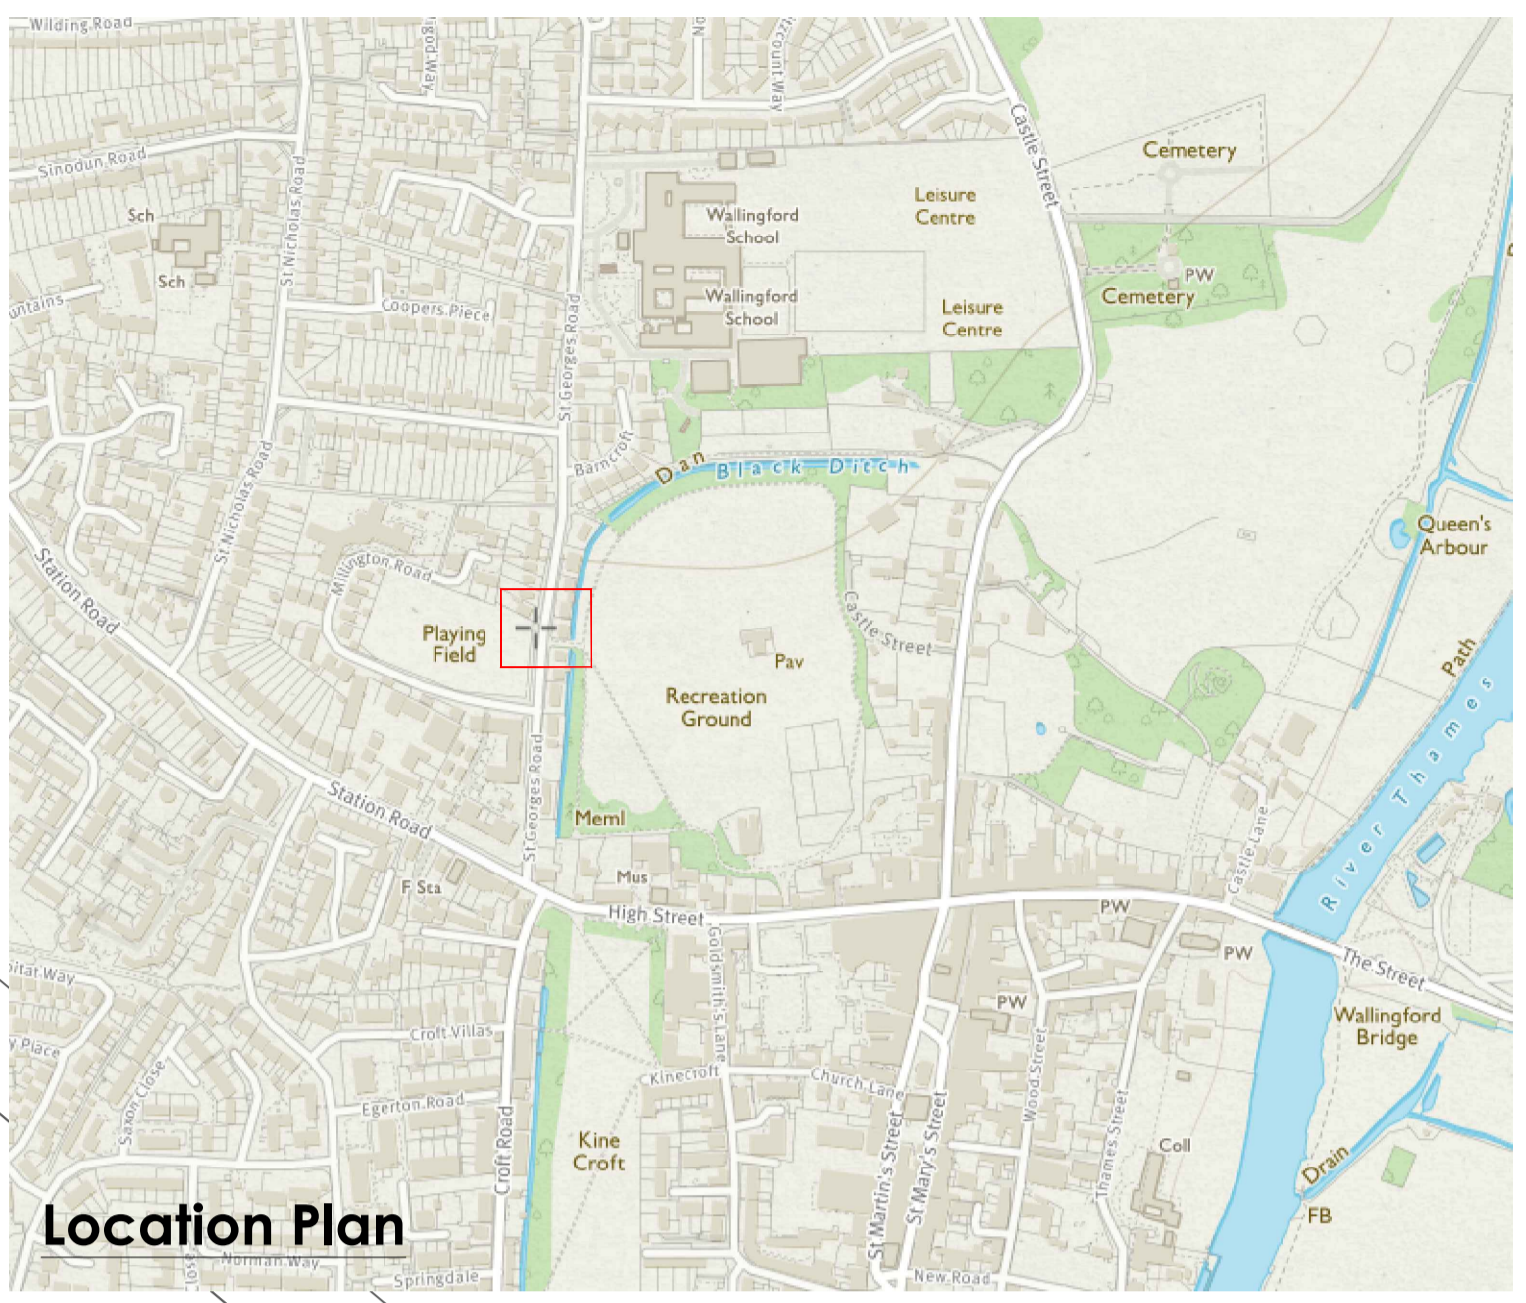 Wilding Road
Castle Street
Cemetery
Sinodun Road
St Nicholas Road
Leisure
Centre
Sch
Wallingford
School
Sch
PW
Cemetery
Coopers Piece
St Georges Road
Wallingford
School
Leisure
Centre
Barncroft
Dan
Black Ditch
St Nicholas Road
Queen's
Arbour
Station Road
Millington Road
Castle Street
Playing
Field
Pav
Path
Recreation
Ground
River Thames
St Georges Road
Station Road
Meml
Castle Lane
F Sta
Mus
High Street
PW
PW
The Street
Goldsmith's Lane
PW
Wallingford
Bridge
Croft Villas
Kinecroft
Church Lane
Wood Street
Saxon Close
Egerton Road
Croft Road
Kine
Croft
St Martin's Street
St Mary's Street
Thames Street
Coll
Drain
FB
Location Plan
Norman Way
Springdale
New Road